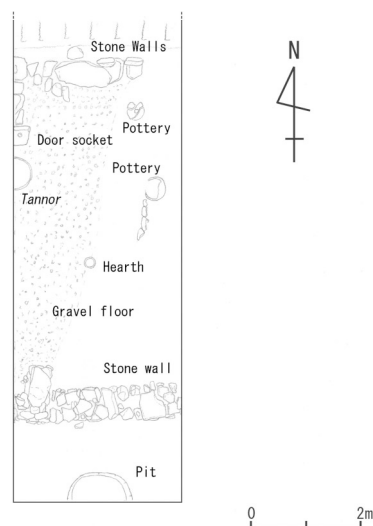 Stone Walls
N
Pottery
Door socket
Pottery
Tannor
Hearth
Gravel floor
Stone wall
Pit
0 2m